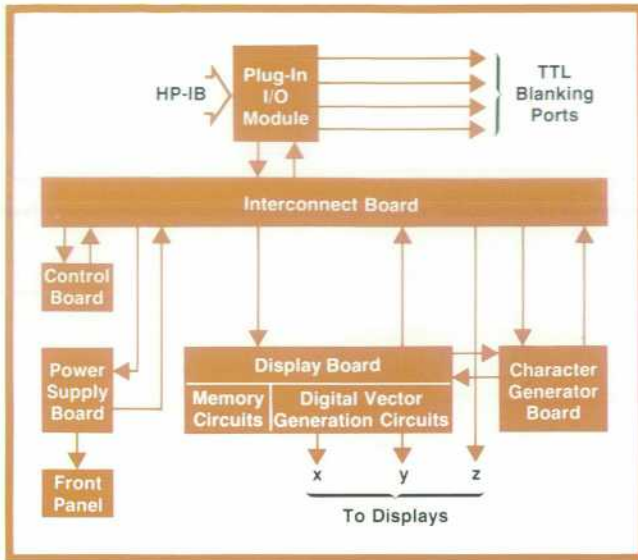 Plug-In
I/O
Module
HP-IB
TTL
Blanking
Ports
Interconnect Board
Control
Board
Power
Supply
Board
Front
Panel
Display Board
Memory
Circuits
Digital Vector
Generation Circuits
Character
Generator
Board
x y z
To Displays